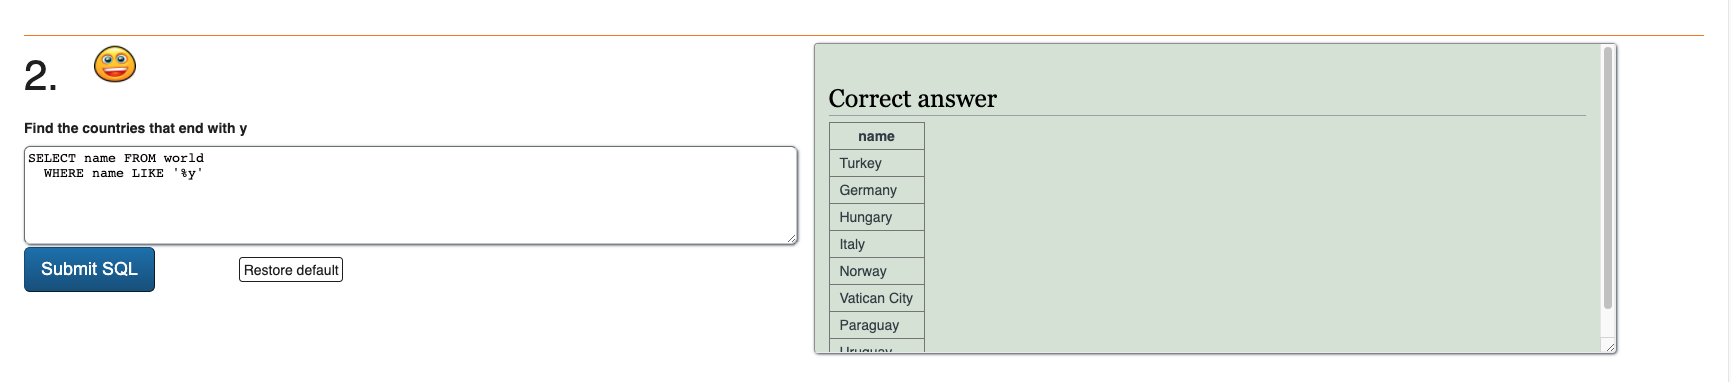 2.
Find the countries that end with y
SELECT name FROM world
WHERE name LIKE '%y'
Submit SQL
Restore default
Correct answer
name
Turkey
Germany
Hungary
Italy
Norway
Vatican City
Paraguay
Uruguay